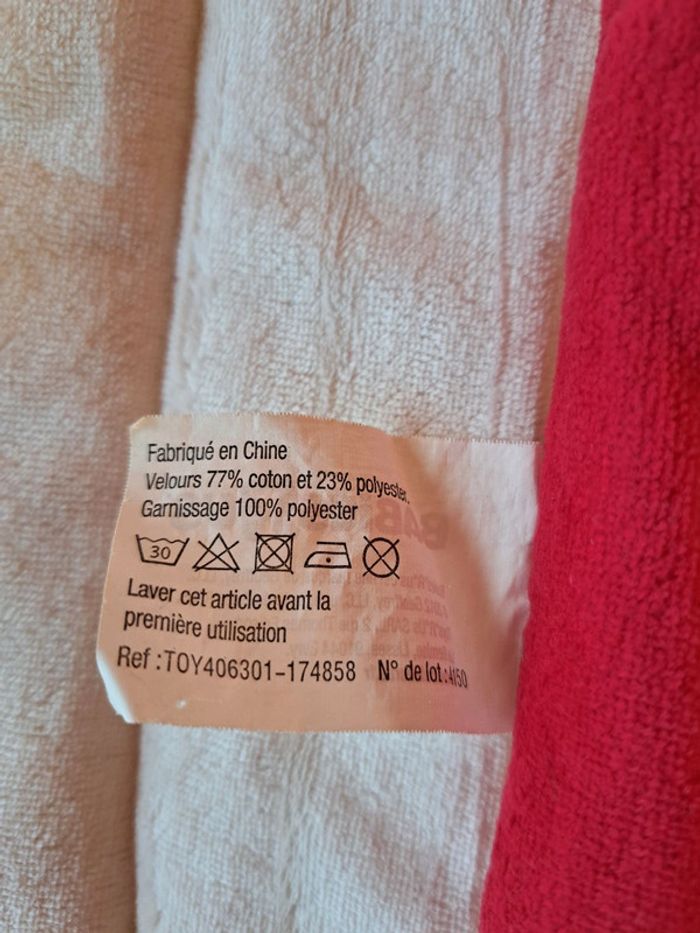 Fabriqué en Chine
Velours 77% coton et 23% polyester.
Garnissage 100% polyester
30
Laver cet article avant la
première utilisation
Ref :TOY406301-174858 N° de lot :4150